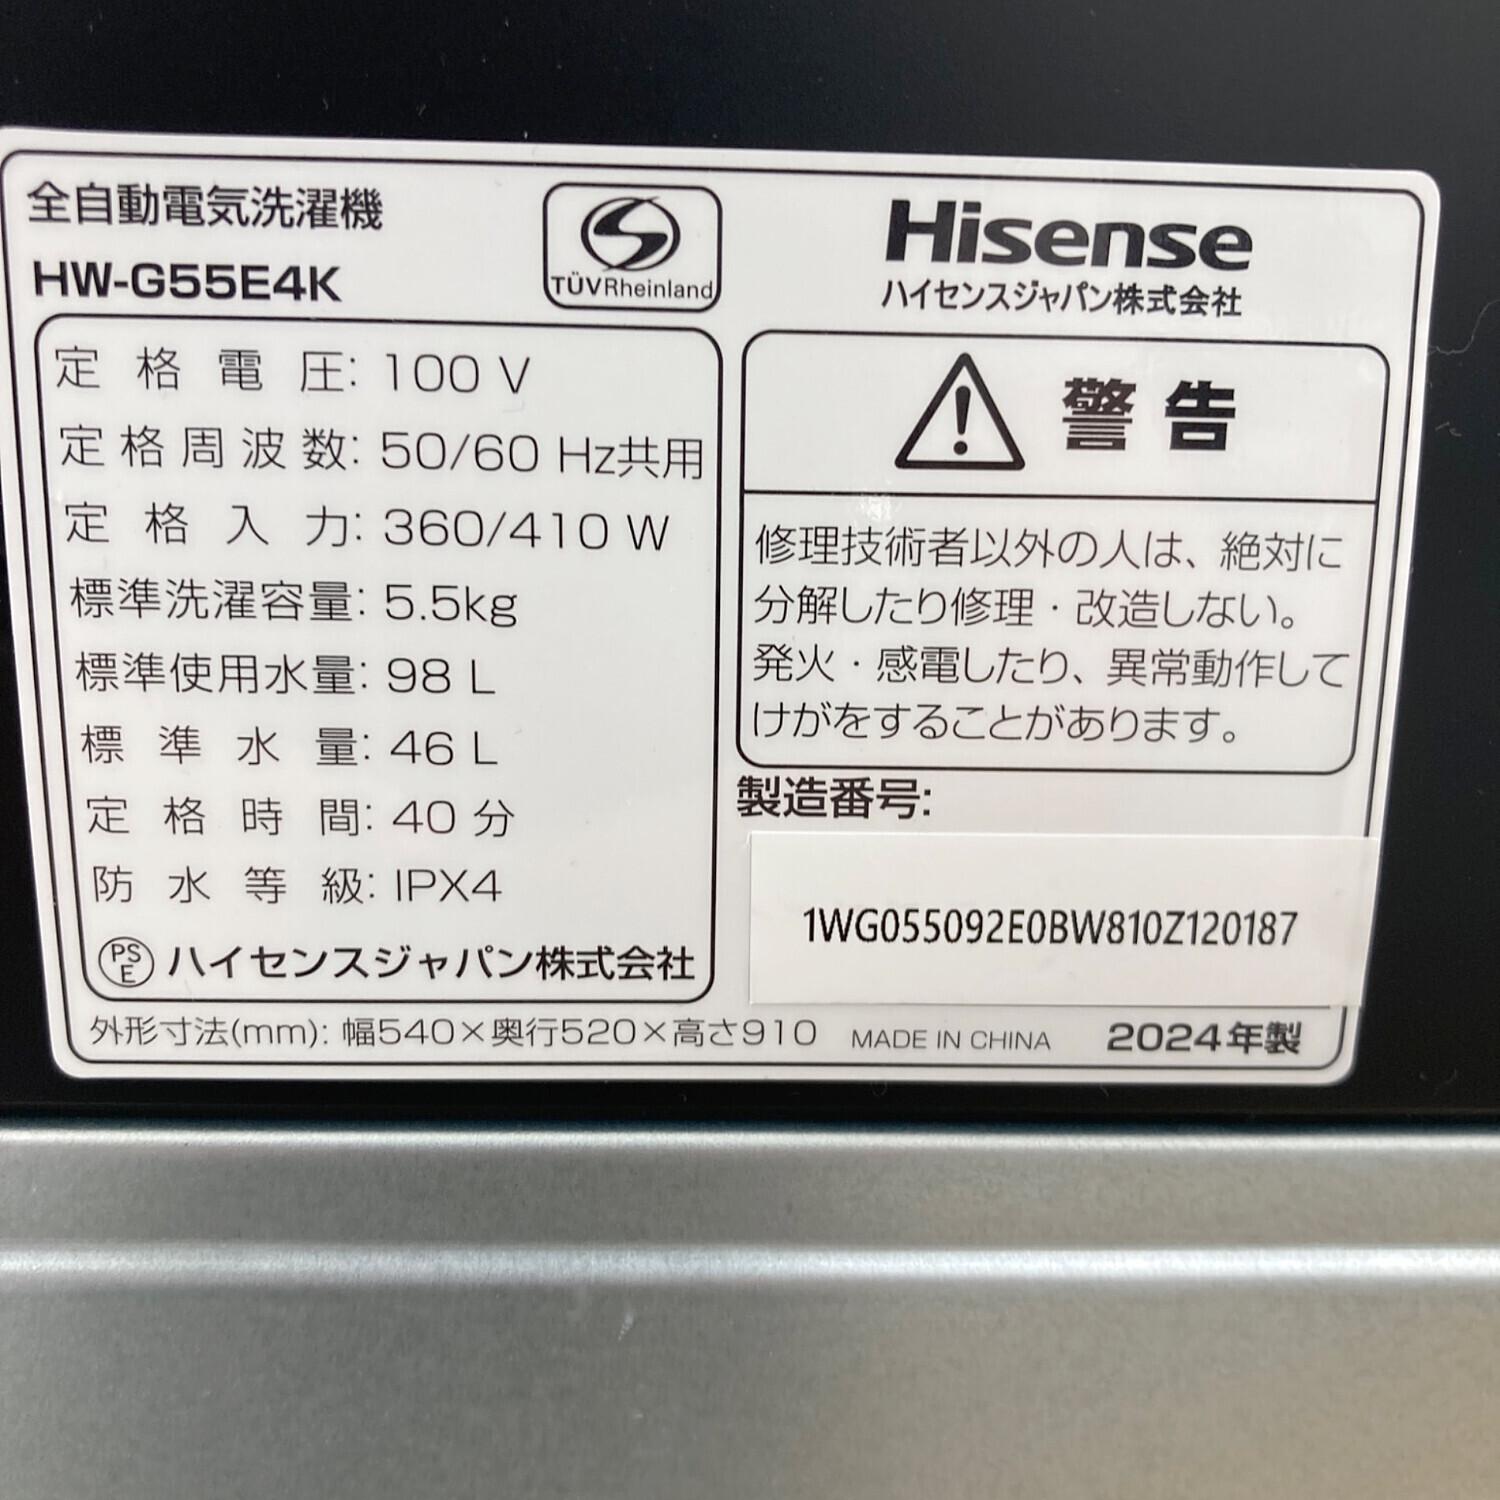 全自動電気洗濯機
HW-G55E4K
TÜVRheinland
Hisense
ハイセンスジャパン株式会社
定格電圧: 100 V
定格周波数: 50/60 Hz共用
定格入力: 360/410 W
標準洗濯容量: 5.5kg
標準使用水量: 98 L
標準水量: 46 L
定格時間: 40 分
防水等級: IPX4
PS
E
ハイセンスジャパン株式会社
警告
修理技術者以外の人は、絶対に
分解したり修理・改造しない。
発火・感電したり、異常動作して
けがをすることがあります。
製造番号:
1WG055092E0BW810Z120187
外形寸法(mm): 幅540×奥行520×高さ910
MADE IN CHINA
2024年製